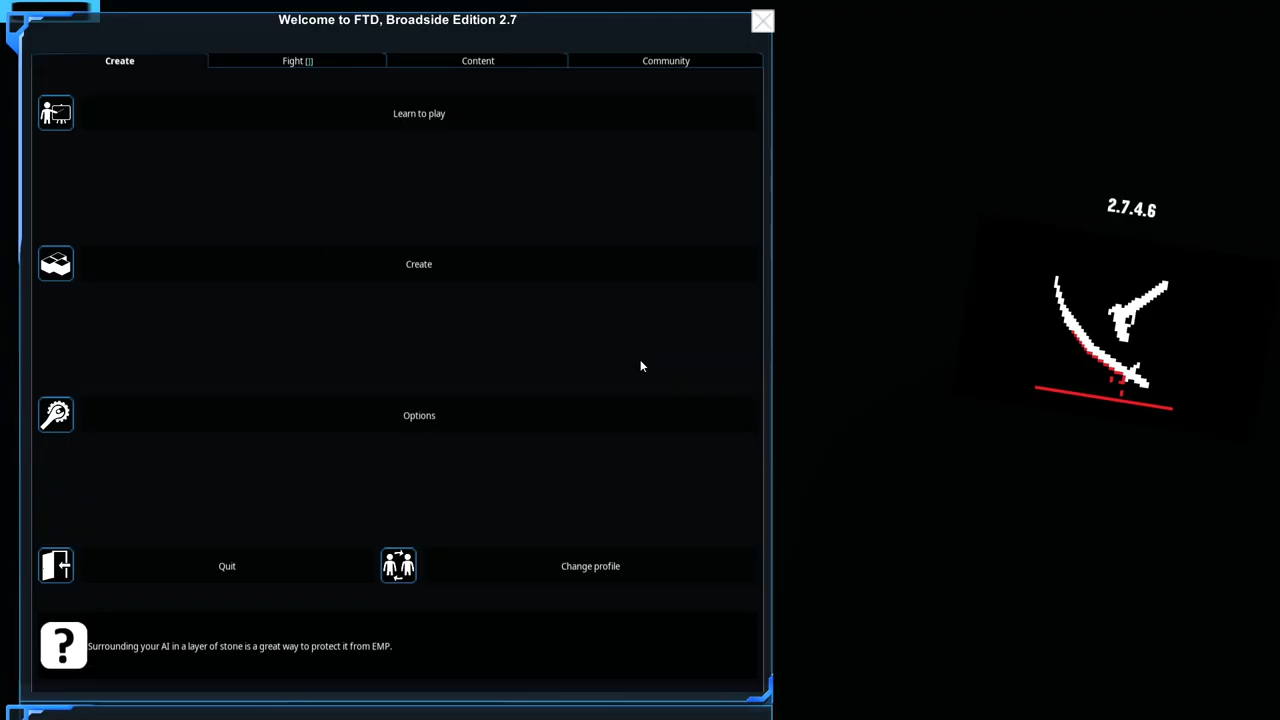 Welcome to FTD, Broadside Edition 2.7
Create
Fight []
Content
Community
Learn to play
2.7.4.6
Create
Options
Quit
Change profile
Surrounding your AI in a layer of stone is a great way to protect it from EMP.